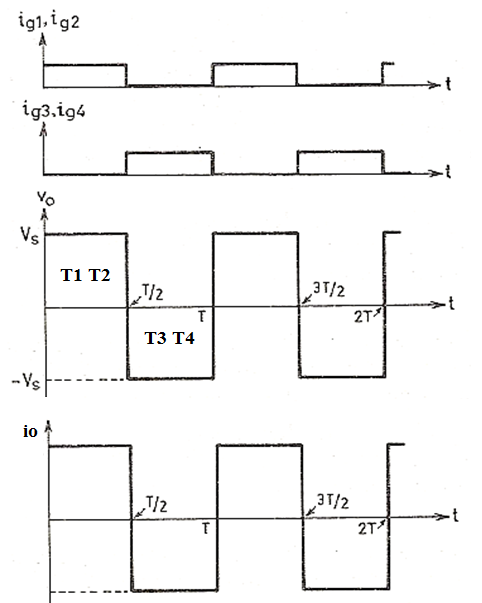 ig1, ig2
t
ig3, ig4
t
vo
Vs
T1 T2
T/2
3T/2
t
T
2T
T3 T4
-Vs
io
T/2
3T/2
t
T
2T